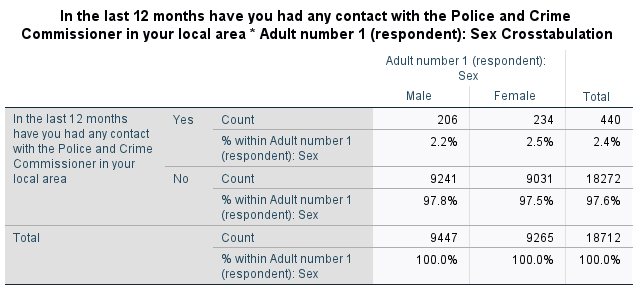 In the last 12 months have you had any contact with the Police and Crime
Commissioner in your local area * Adult number 1 (respondent): Sex Crosstabulation
Adult number 1 (respondent):
Sex
Male Female Total
In the last 12 months
have you had any contact
with the Police and Crime
Commissioner in your
local area
Yes Count 206 234 440
% within Adult number 1
(respondent): Sex
2.2% 2.5% 2.4%
No Count 9241 9031 18272
% within Adult number 1
(respondent): Sex
97.8% 97.5% 97.6%
Total Count 9447 9265 18712
% within Adult number 1
(respondent): Sex
100.0% 100.0% 100.0%